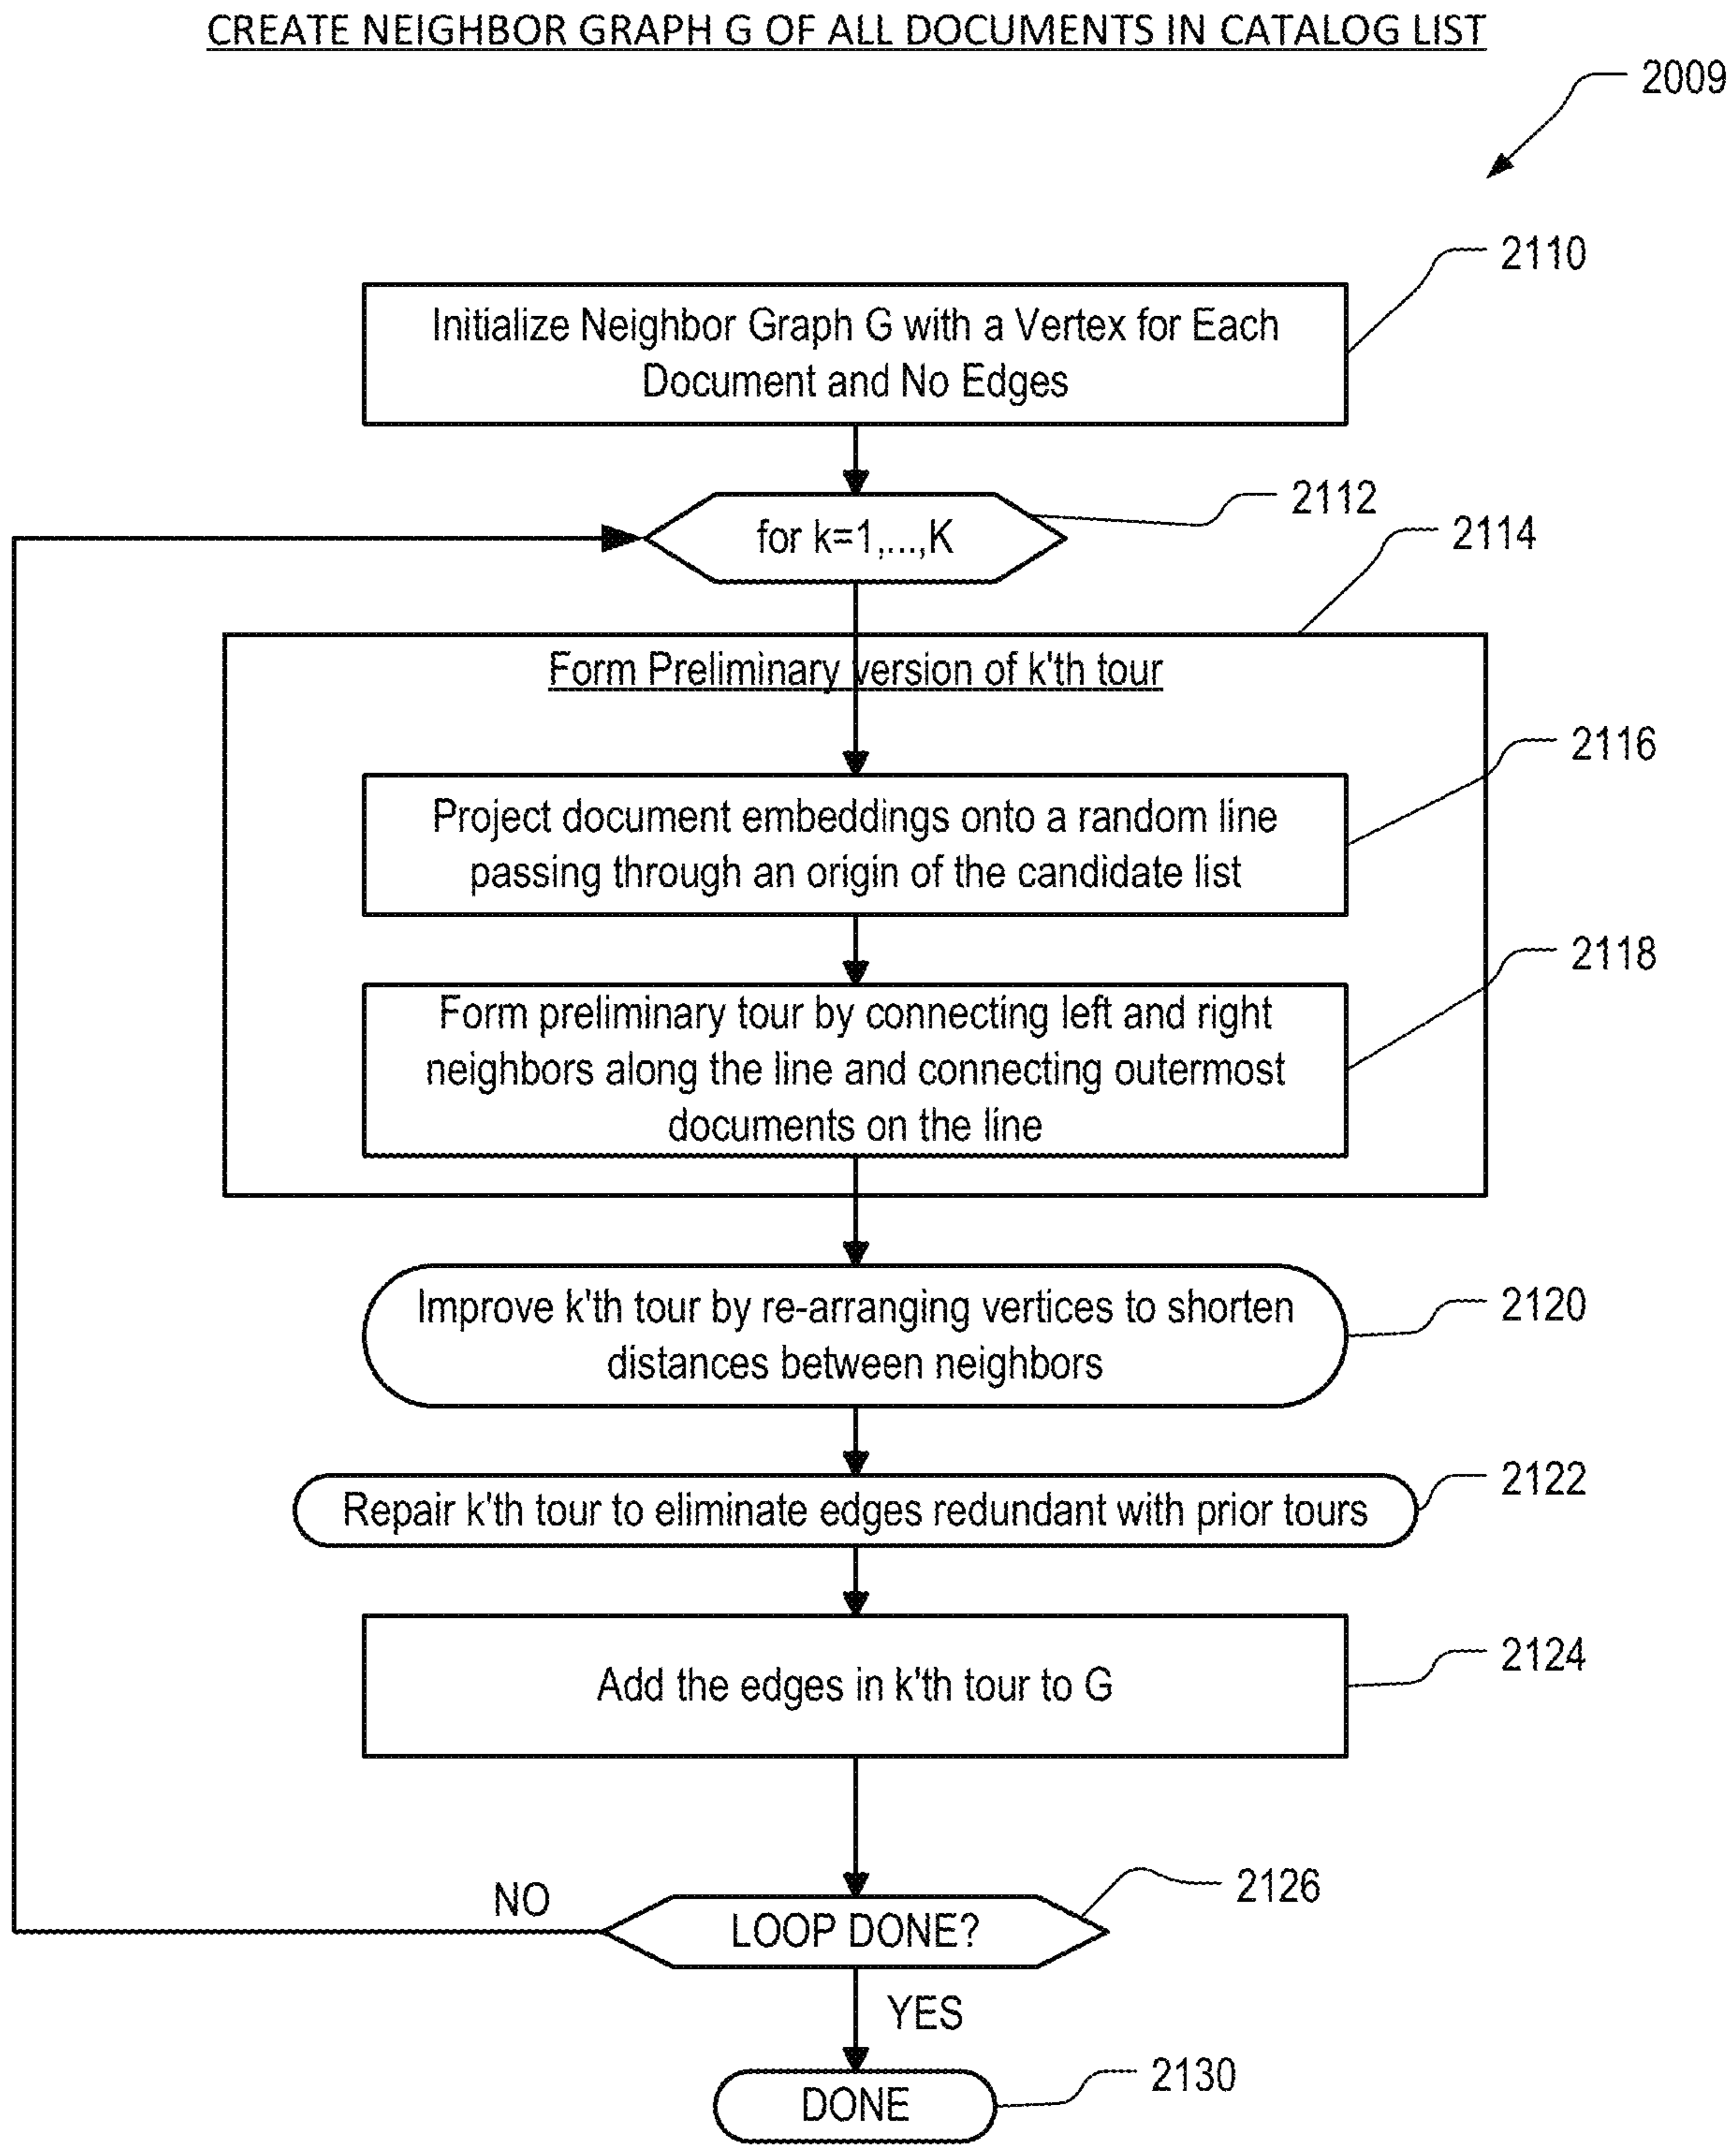 CREATE NEIGHBOR GRAPH G OF ALL DOCUMENTS IN CATALOG LIST
2009
2110
Initialize Neighbor Graph G with a Vertex for Each
Document and No Edges
2112
for k=1,...,K
2114
Form Preliminary version of k'th tour
2116
Project document embeddings onto a random line
passing through an origin of the candidate list
2118
Form preliminary tour by connecting left and right
neighbors along the line and connecting outermost
documents on the line
2120
Improve k'th tour by re-arranging vertices to shorten
distances between neighbors
2122
Repair k'th tour to eliminate edges redundant with prior tours
2124
Add the edges in k'th tour to G
2126
NO
LOOP DONE?
YES
2130
DONE